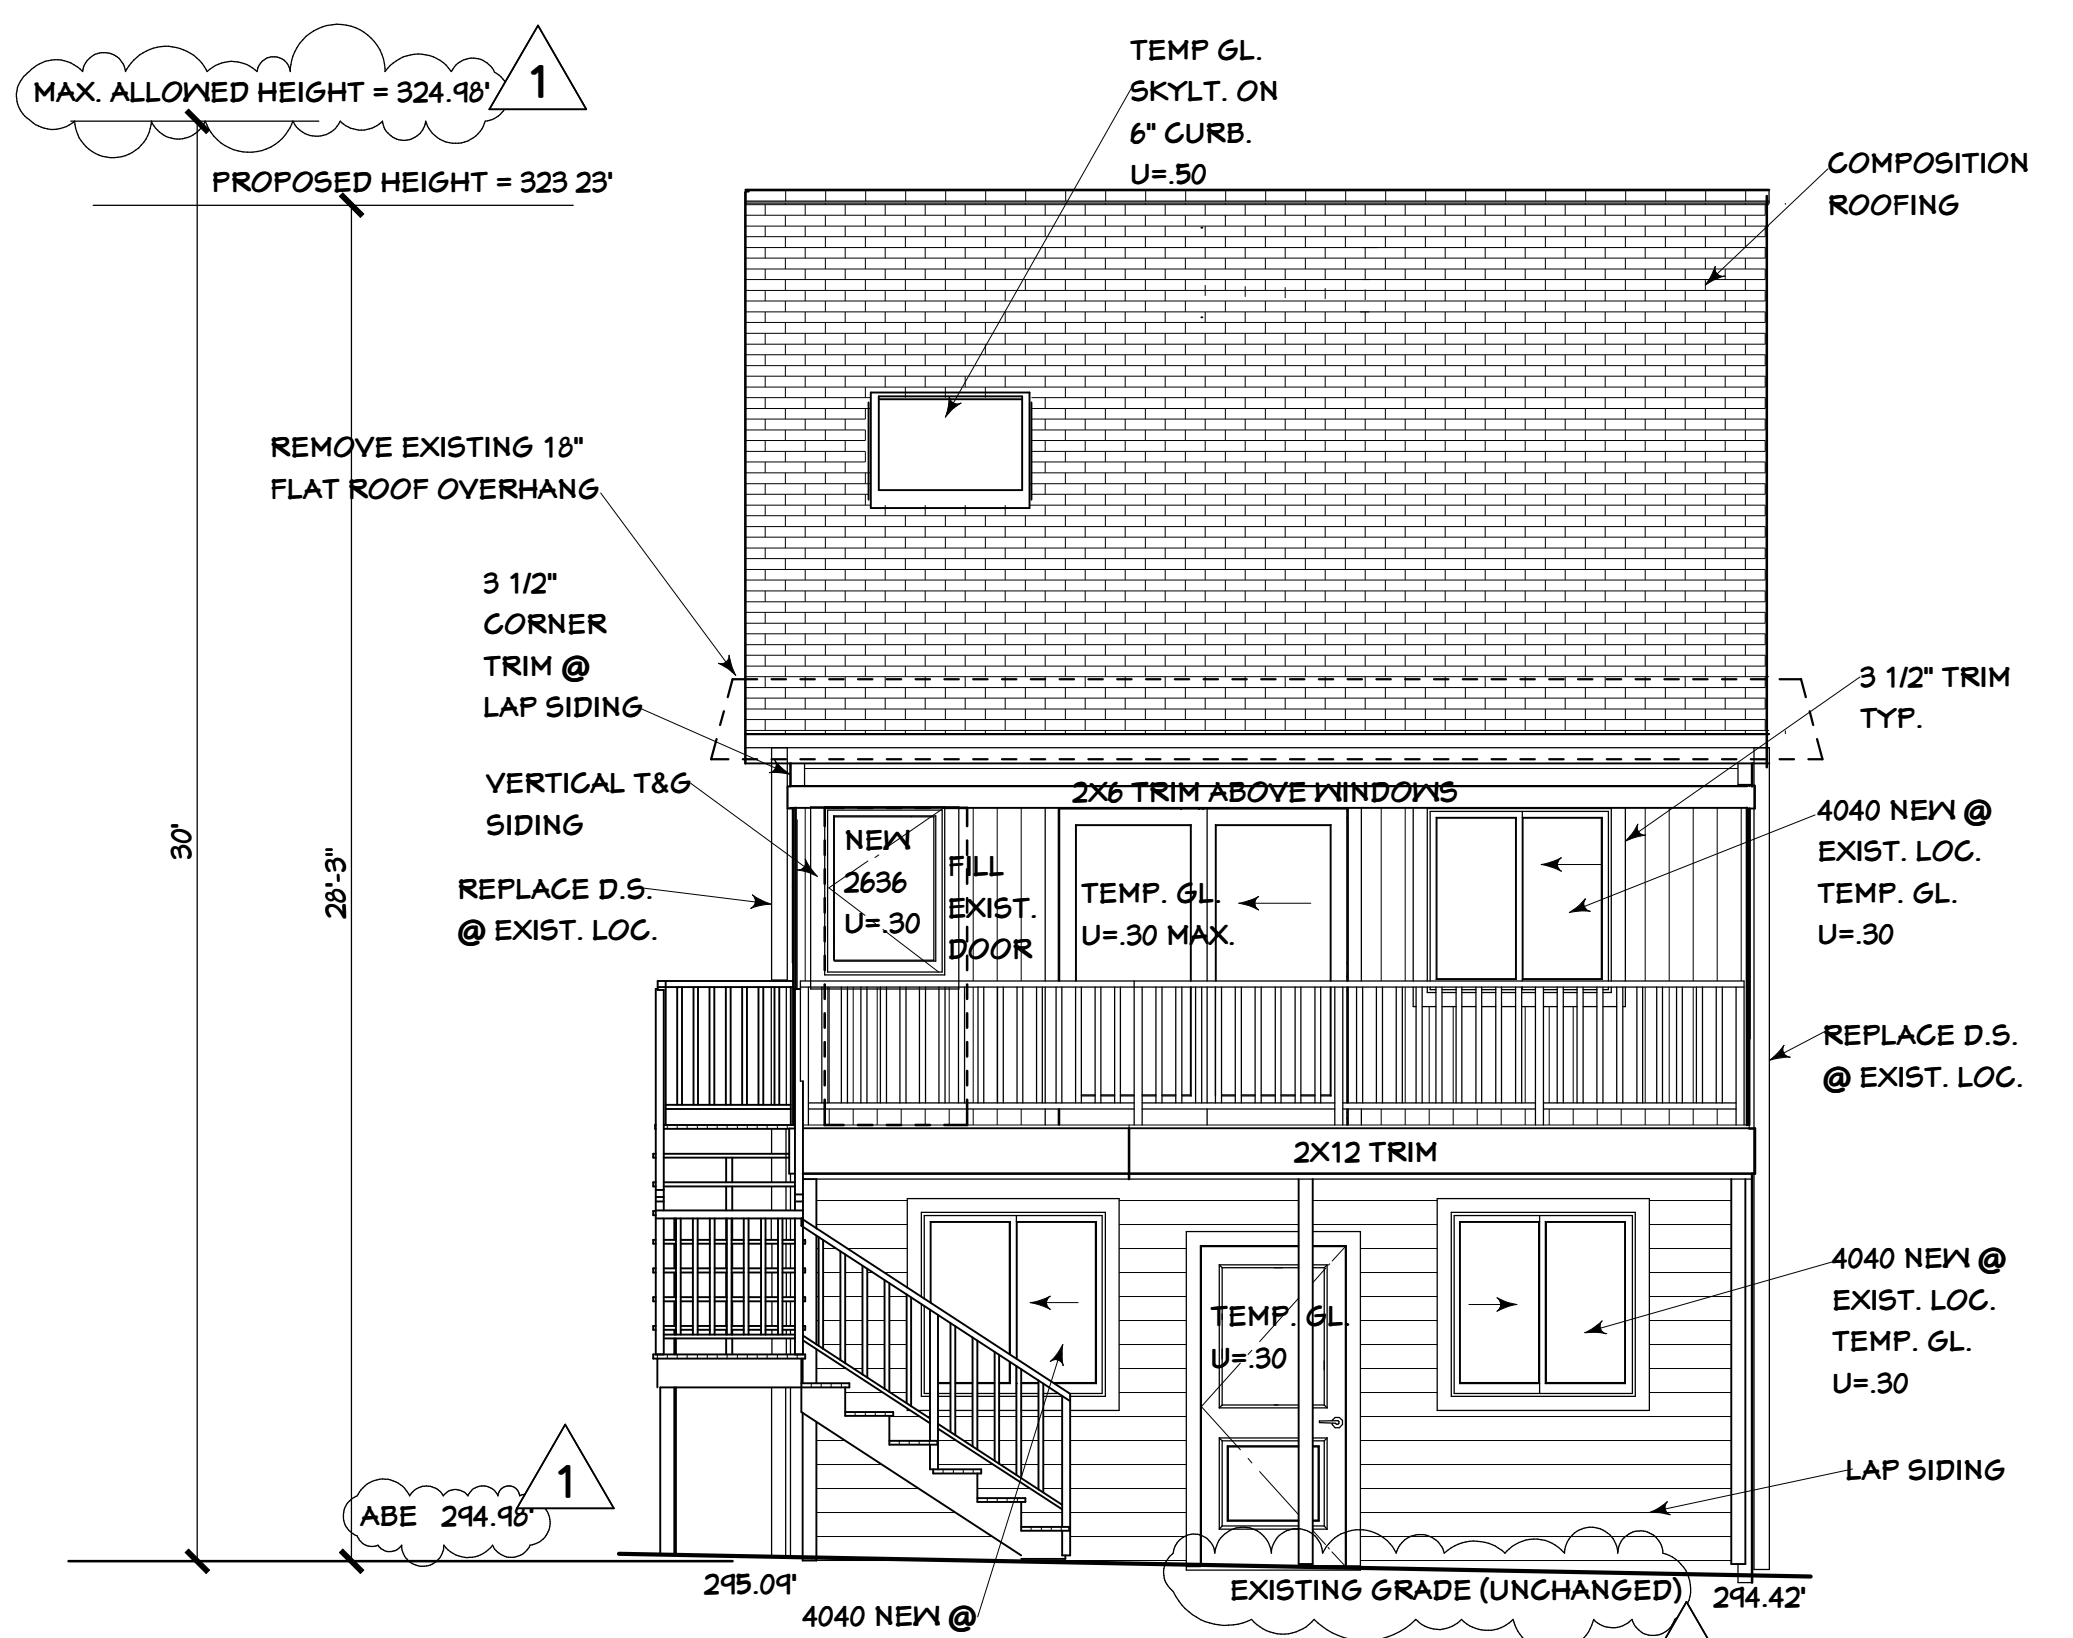 MAX. ALLOWED HEIGHT = 324.98'
1
PROPOSED HEIGHT = 323 23'
TEMP GL.
SKYLT. ON
6" CURB.
U=.50
COMPOSITION
ROOFING
REMOVE EXISTING 18"
FLAT ROOF OVERHANG
3 1/2"
CORNER
TRIM @
LAP SIDING
VERTICAL T&G
SIDING
REPLACE D.S.
@ EXIST. LOC.
30'
28'-3"
3 1/2" TRIM
TYP.
2X6 TRIM ABOVE WINDOWS
NEW
2636
U=.30
FILL
EXIST.
DOOR
TEMP. GL.
U=.30 MAX.
4040 NEW @
EXIST. LOC.
TEMP. GL.
U=.30
REPLACE D.S.
@ EXIST. LOC.
2X12 TRIM
TEMP. GL.
U=.30
4040 NEW @
EXIST. LOC.
TEMP. GL.
U=.30
LAP SIDING
ABE 294.98'
1
295.09'
4040 NEW @
EXISTING GRADE (UNCHANGED)
294.42'